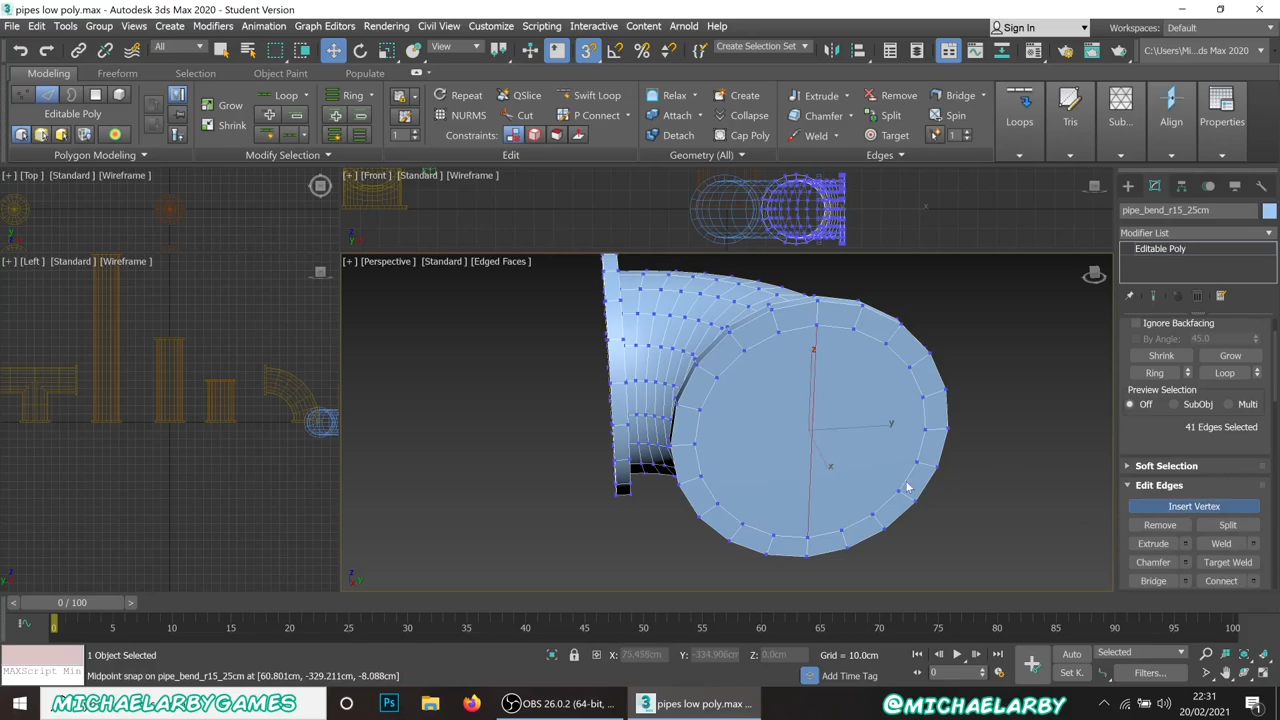 pipes low poly.max - Autodesk 3ds Max 2020 - Student Version
File Edit Tools Group Views Create Modifiers Animation Graph Editors Rendering Civil View Customize Scripting Interactive Content Arnold Help
Sign In Workspaces: Default
All View Create Selection Set C:\Users\Mi...ds Max 2020
Modeling Freeform Selection Object Paint Populate
Editable Poly
Polygon Modeling
Grow Shrink
Loop Ring
1
Modify Selection
Repeat QSlice Swift Loop
NURMS Cut P Connect
Constraints:
Edit
Relax Create
Attach Collapse
Detach Cap Poly
Geometry (All)
Extrude Remove Bridge
Chamfer Split Spin
Weld Target 1
Edges
Loops Tris Sub... Align Properties
[+] [Top] [Standard] [Wireframe]
[+] [Front] [Standard] [Wireframe]
[+] [Left] [Standard] [Wireframe]
[+] [Perspective] [Standard] [Edged Faces]
z
y
x
pipe_bend_r15_25cm
Modifier List
Editable Poly
Ignore Backfacing
By Angle: 45.0
Shrink Grow
Ring Loop
Preview Selection
Off SubObj Multi
41 Edges Selected
Soft Selection
Edit Edges
Insert Vertex
Remove Split
Extrude Weld
Chamfer Target Weld
Bridge Connect
0 / 100
0 5 10 15 20 25 30 35 40 45 50 55 60 65 70 75 80 85 90 95 100
MAXScript Min
1 Object Selected
Midpoint snap on pipe_bend_r15_25cm at [60.801cm, -329.211cm, -8.088cm]
X: 75.458cm Y: -334.906cm Z: 0.0cm Grid = 10.0cm
Add Time Tag
0
Auto Selected
Set K. Filters...
MICHAELARBYGAMES
Ps
OBS 26.0.2 (64-bit, ...
pipes low poly.max ...
@MICHAELARBY
22:31
20/02/2021